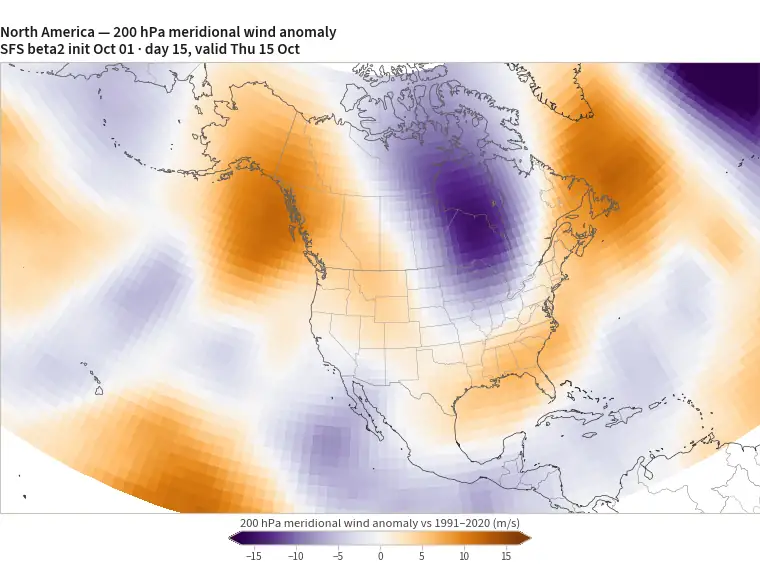 North America — 200 hPa meridional wind anomaly
SFS beta2 init Oct 01 · day 15, valid Thu 15 Oct
200 hPa meridional wind anomaly vs 1991–2020 (m/s)
−15 −10 −5 0 5 10 15